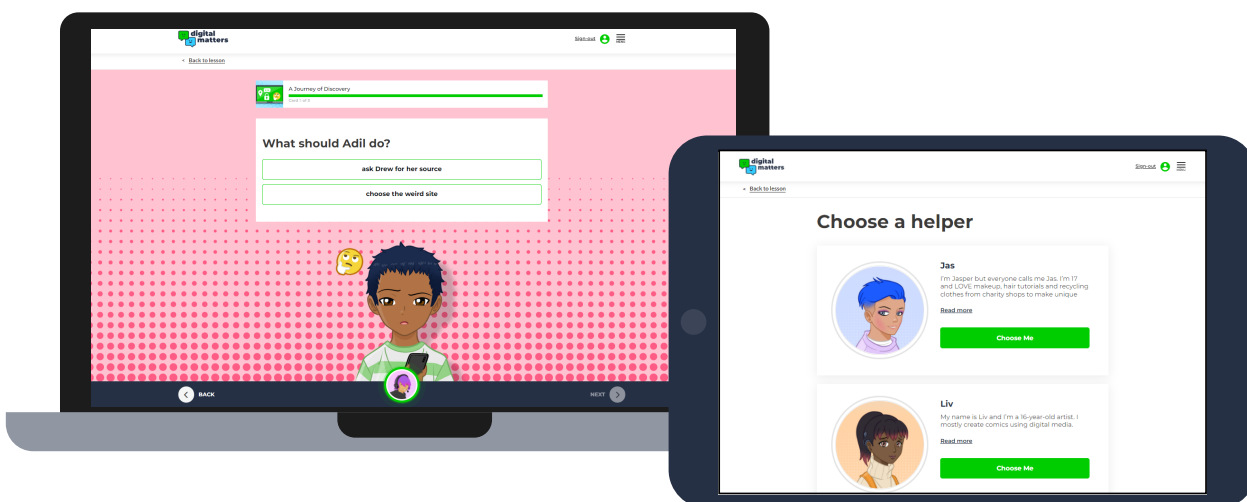 digital
matters
Sign-out
< Back to lesson
A Journey of Discovery
Card 1 of 6
What should Adil do?
ask Drew for her source
choose the weird site
BACK
NEXT
digital
matters
Sign-out
< Back to lesson
Choose a helper
Jas
I'm Jasper but everyone calls me Jas. I'm 17
and LOVE makeup, hair tutorials and recycling
clothes from charity shops to make unique
Read more
Choose Me
Liv
My name is Liv and I'm a 16-year-old artist. I
mostly create comics using digital media.
Read more
Choose Me